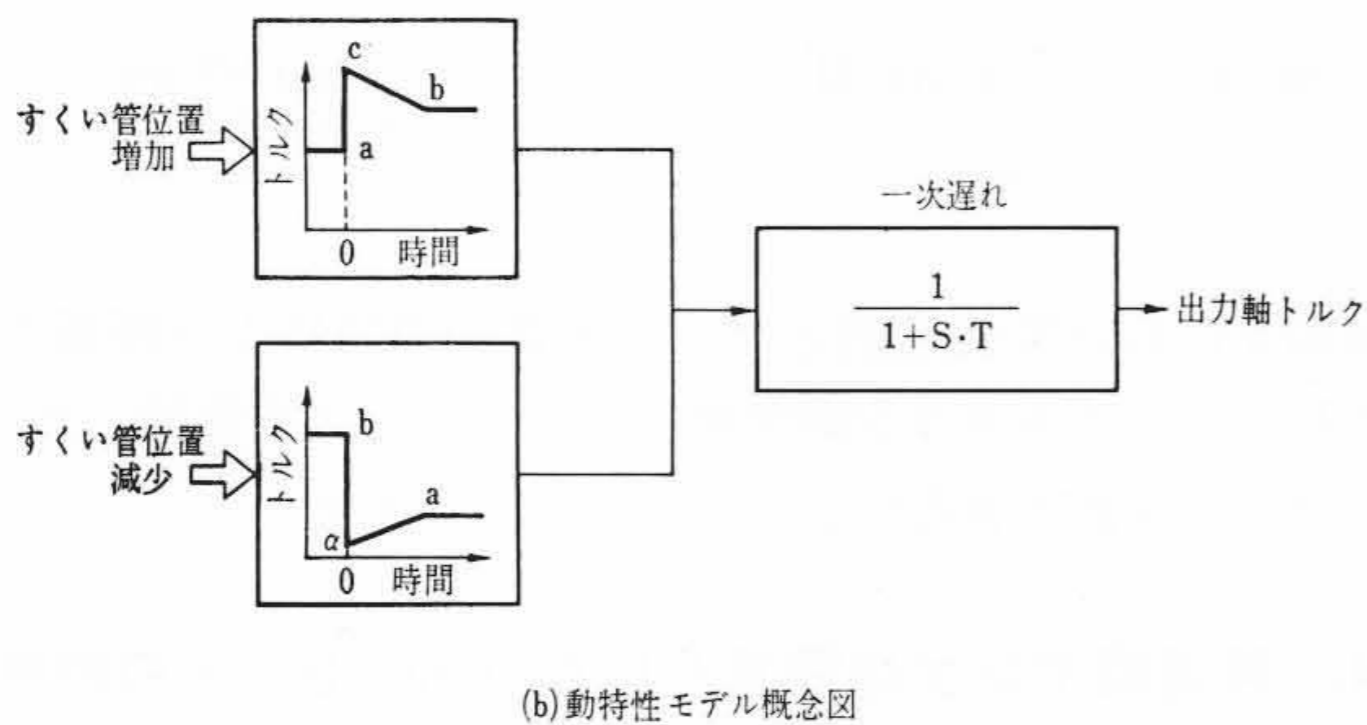 すくい管位置
増加
トルク
c
b
a
0 時間
すくい管位置
減少
トルク
b
a
α
0 時間
一次遅れ
1
1+S·T
出力軸トルク
(b)動特性モデル概念図